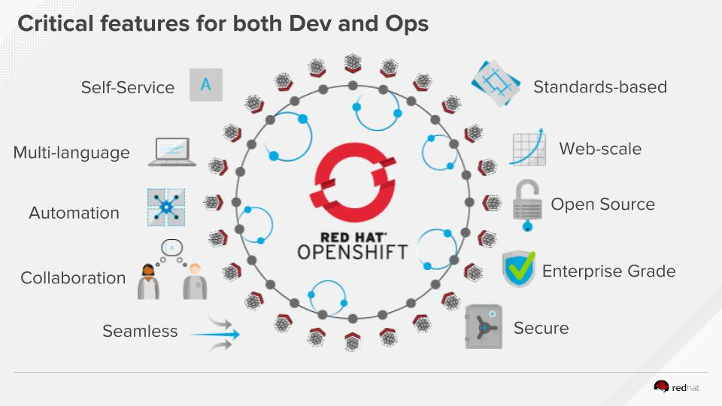 Critical features for both Dev and Ops
Self-Service
A
Multi-language
Automation
Collaboration
Seamless
RED HAT®
OPENSHIFT
Standards-based
Web-scale
Open Source
Enterprise Grade
Secure
redhat.